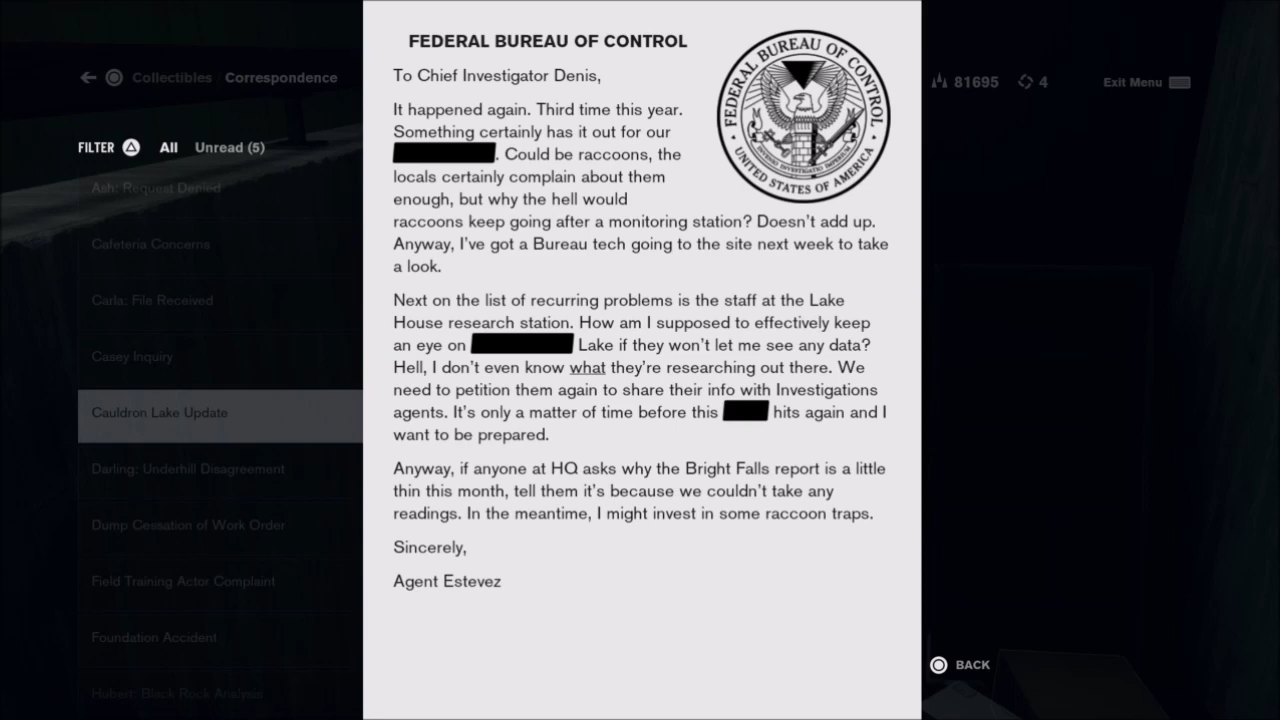 FEDERAL BUREAU OF CONTROL
To Chief Investigator Denis,
It happened again. Third time this year.
Something certainly has it out for our
. Could be raccoons, the
locals certainly complain about them
enough, but why the hell would
raccoons keep going after a monitoring station? Doesn't add up.
Anyway, I've got a Bureau tech going to the site next week to take
a look.
Next on the list of recurring problems is the staff at the Lake
House research station. How am I supposed to effectively keep
an eye on Lake if they won't let me see any data?
Hell, I don't even know what they're researching out there. We
need to petition them again to share their info with Investigations
agents. It's only a matter of time before this hits again and I
want to be prepared.
Anyway, if anyone at HQ asks why the Bright Falls report is a little
thin this month, tell them it's because we couldn't take any
readings. In the meantime, I might invest in some raccoon traps.
Sincerely,
Agent Estevez
FEDERAL BUREAU OF CONTROL
UNITED STATES OF AMERICA
Collectibles Correspondence
FILTER All Unread (5)
Ash: Request Denied
Cafeteria Concerns
Carla: File Received
Casey Inquiry
Cauldron Lake Update
Darling: Underhill Disagreement
Dump Cessation of Work Order
Field Training Actor Complaint
Foundation Accident
Hubert: Black Rock Analysis
81695 4 Exit Menu
BACK